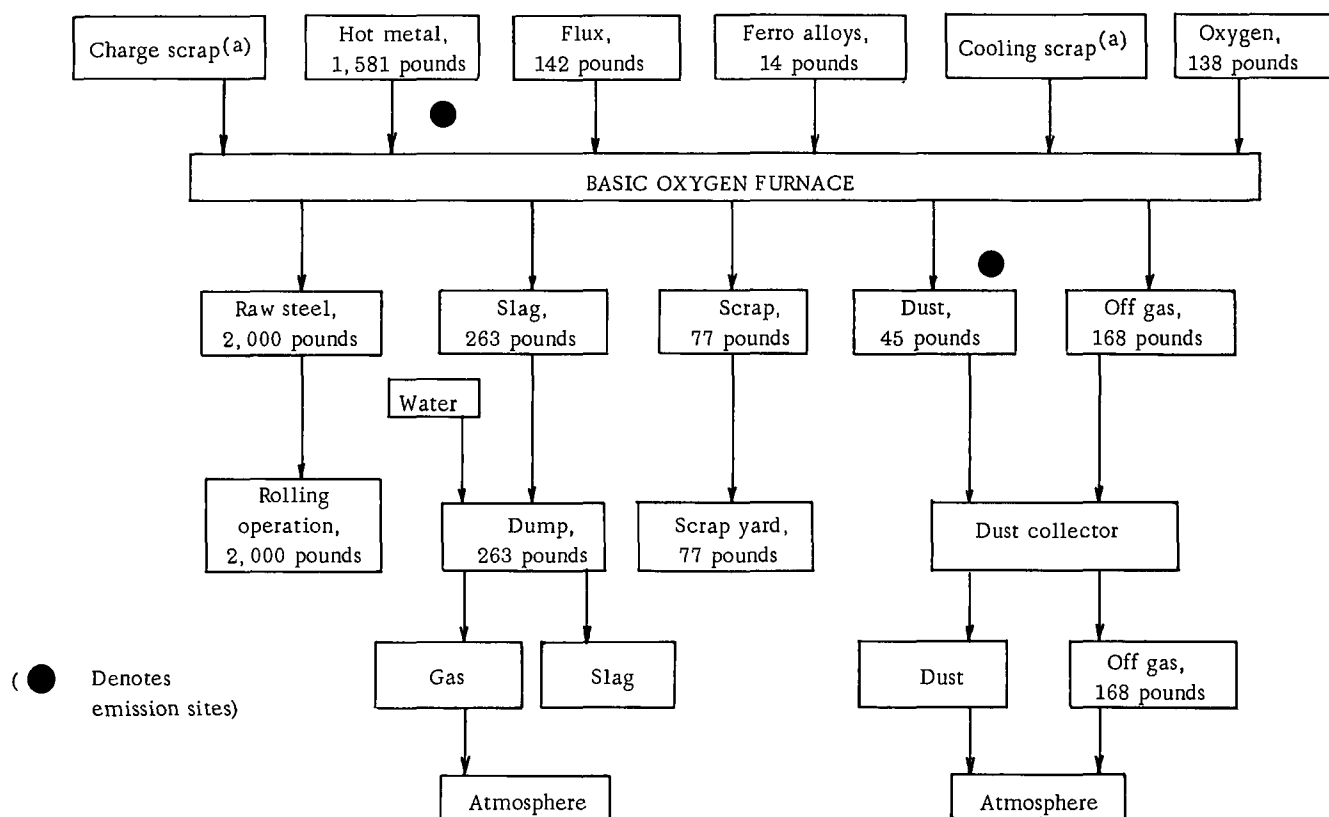 Charge scrap(a)
Hot metal,
1,581 pounds
Flux,
142 pounds
Ferro alloys,
14 pounds
Cooling scrap(a)
Oxygen,
138 pounds
BASIC OXYGEN FURNACE
Raw steel,
2,000 pounds
Slag,
263 pounds
Scrap,
77 pounds
Dust,
45 pounds
Off gas,
168 pounds
Water
Rolling
operation,
2,000 pounds
Dump,
263 pounds
Scrap yard,
77 pounds
Dust collector
Gas
Slag
Dust
Off gas,
168 pounds
( ● Denotes
emission sites)
Atmosphere
Atmosphere